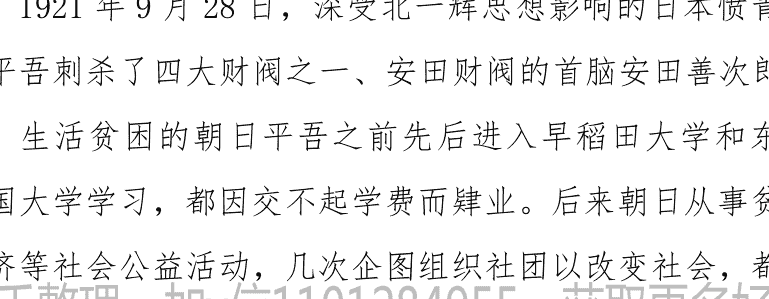 1921 年 9 月 28 日，深受北一辉思想影响的日本愤青
平吾刺杀了四大财阀之一、安田财阀的首脑安田善次郎
生活贫困的朝日平吾之前先后进入早稻田大学和东
国大学学习，都因交不起学费而肄业。后来朝日从事贫
济等社会公益活动，几次企图组织社团以改变社会，都